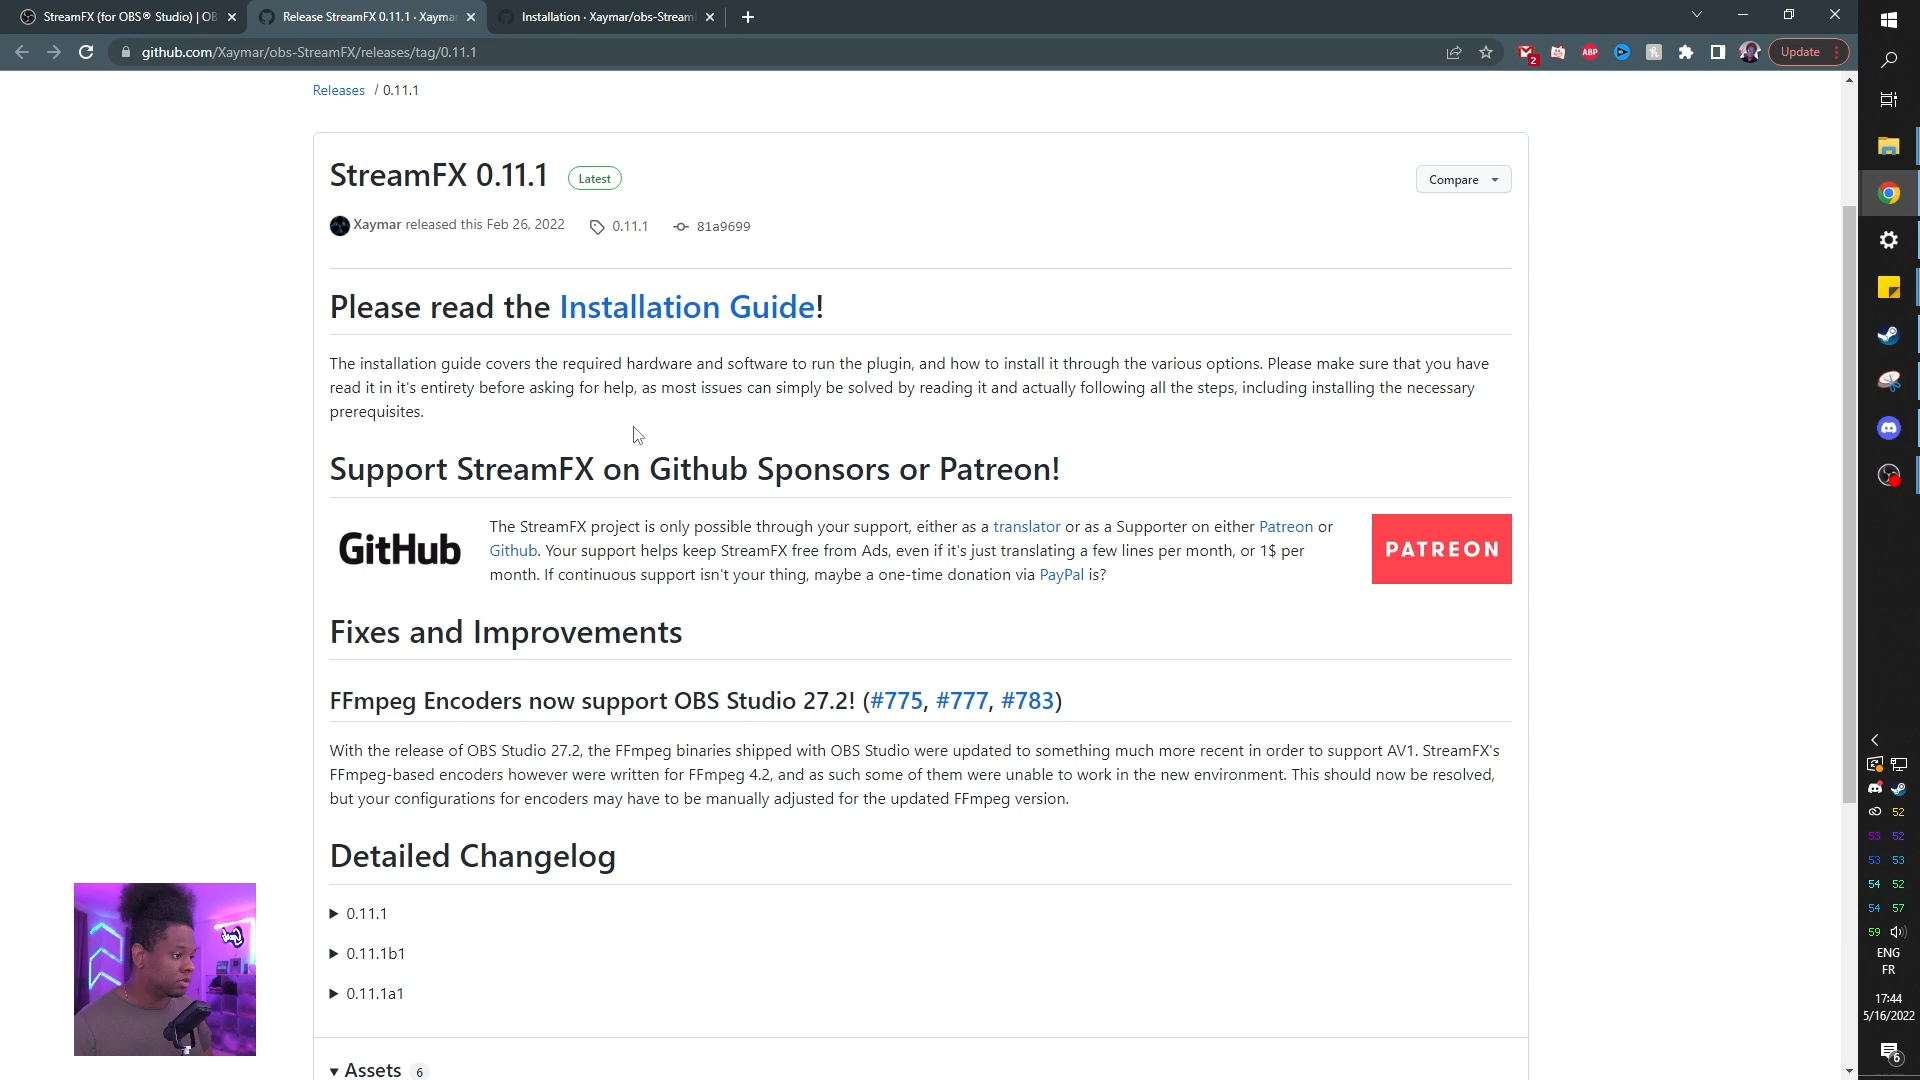 StreamFX (for OBS® Studio) | OB
Release StreamFX 0.11.1 · Xayma
Installation · Xaymar/obs-Stream
github.com/Xaymar/obs-StreamFX/releases/tag/0.11.1
2
ABP
Update
Releases / 0.11.1
StreamFX 0.11.1 Latest
Compare
Xaymar released this Feb 26, 2022 0.11.1 81a9699
Please read the Installation Guide!
The installation guide covers the required hardware and software to run the plugin, and how to install it through the various options. Please make sure that you have
read it in it's entirety before asking for help, as most issues can simply be solved by reading it and actually following all the steps, including installing the necessary
prerequisites.
Support StreamFX on Github Sponsors or Patreon!
GitHub
The StreamFX project is only possible through your support, either as a translator or as a Supporter on either Patreon or
Github. Your support helps keep StreamFX free from Ads, even if it's just translating a few lines per month, or 1$ per
month. If continuous support isn't your thing, maybe a one-time donation via PayPal is?
PATREON
Fixes and Improvements
FFmpeg Encoders now support OBS Studio 27.2! (#775, #777, #783)
With the release of OBS Studio 27.2, the FFmpeg binaries shipped with OBS Studio were updated to something much more recent in order to support AV1. StreamFX's
FFmpeg-based encoders however were written for FFmpeg 4.2, and as such some of them were unable to work in the new environment. This should now be resolved,
but your configurations for encoders may have to be manually adjusted for the updated FFmpeg version.
Detailed Changelog
0.11.1
0.11.1b1
0.11.1a1
Assets 6
52
53 52
53 53
54 52
54 57
59
ENG
FR
17:44
5/16/2022
6